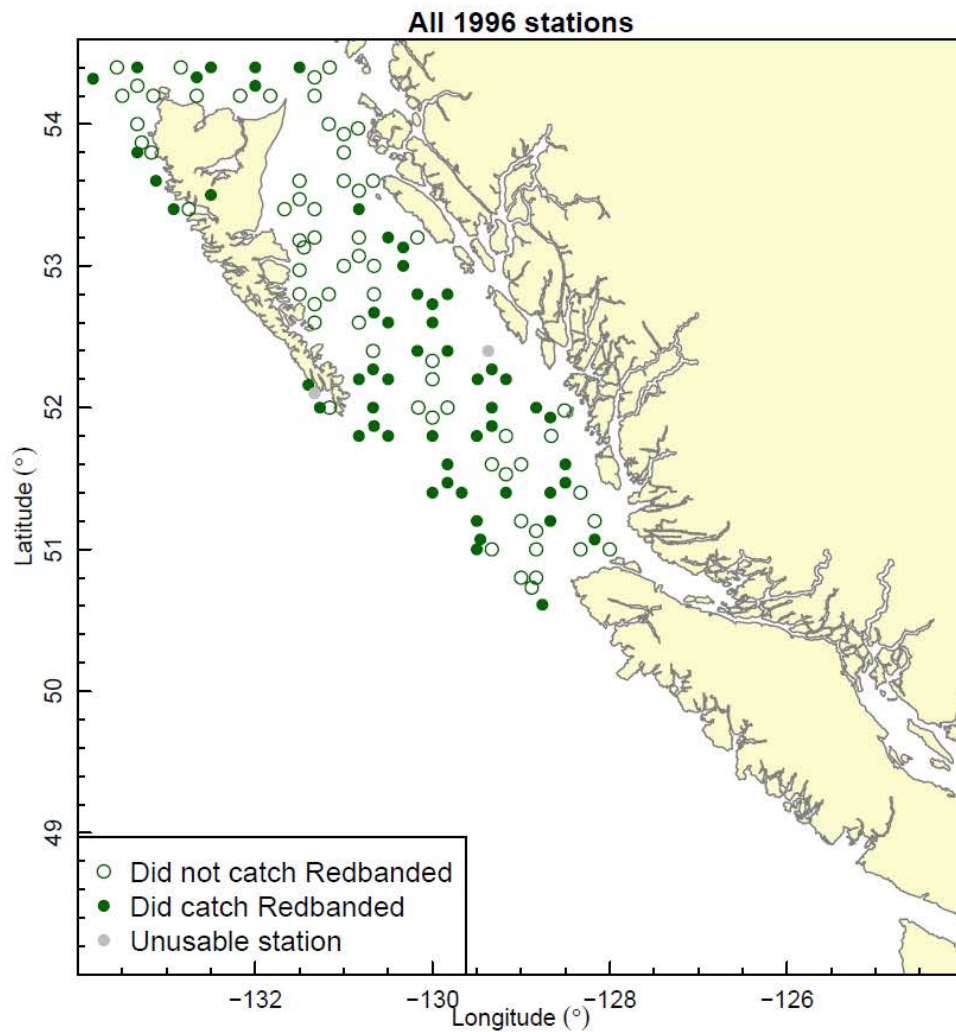 All 1996 stations
54
53
52
51
50
49
Latitude (°)
Did not catch Redbanded
Did catch Redbanded
Unusable station
−132
−130
−128
−126
Longitude (°)